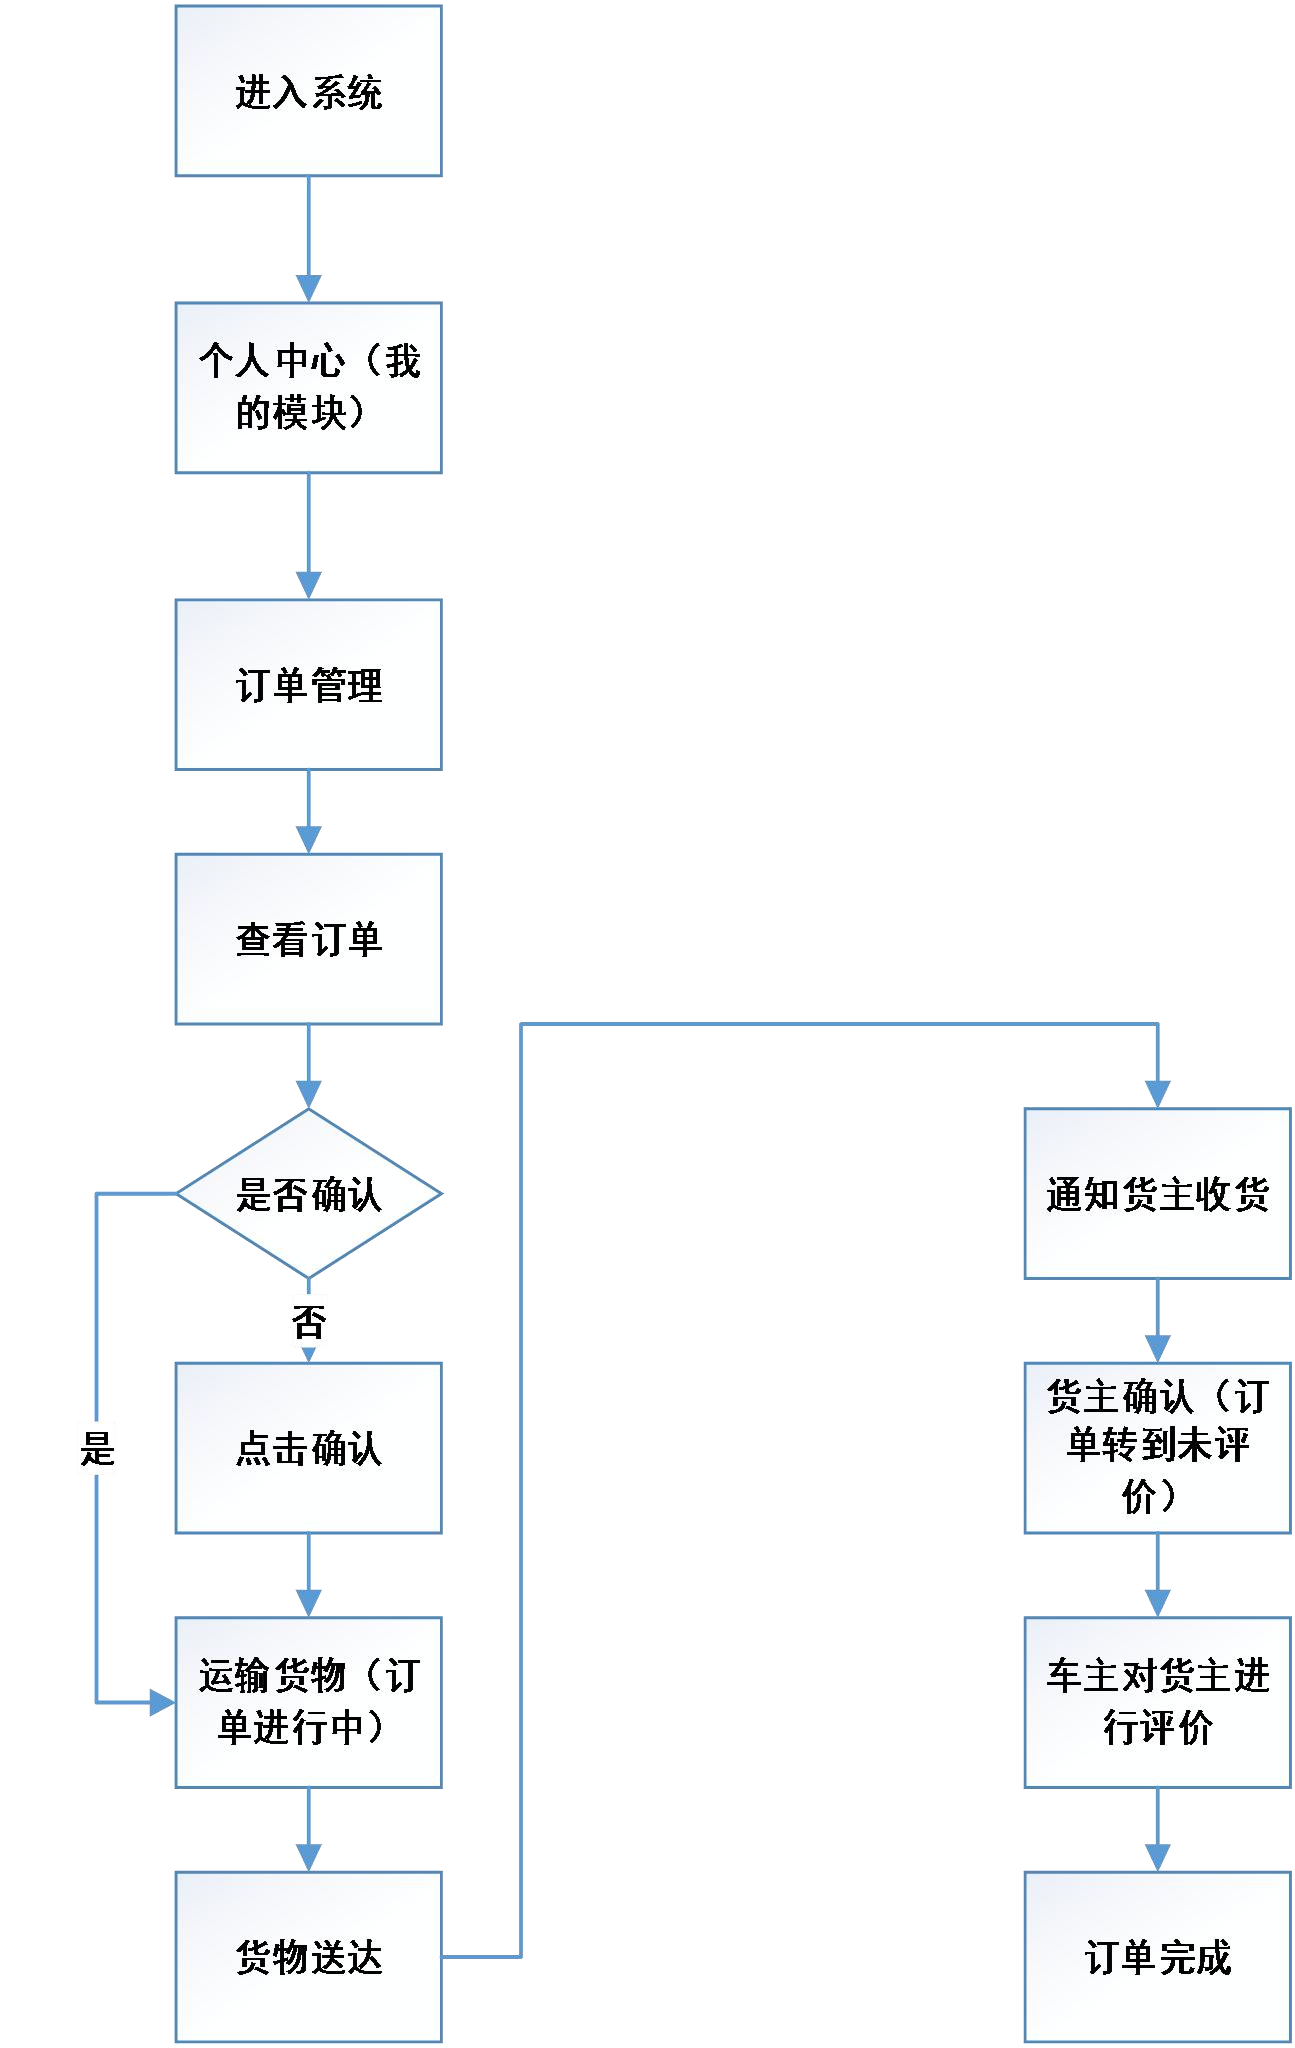 进入系统
个人中心（我
的模块）
订单管理
查看订单
是否确认
否
是
点击确认
运输货物（订
单进行中）
货物送达
通知货主收货
货主确认（订
单转到未评
价）
车主对货主进
行评价
订单完成